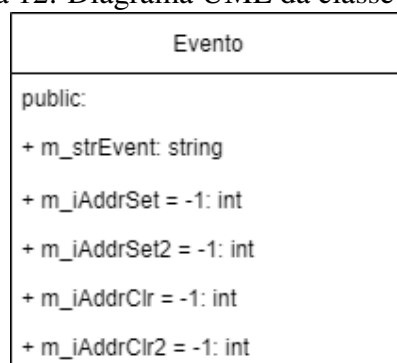 12: Diagrama UML da classe
Evento
public:
+ m_strEvent: string
+ m_iAddrSet = -1: int
+ m_iAddrSet2 = -1: int
+ m_iAddrClr = -1: int
+ m_iAddrClr2 = -1: int